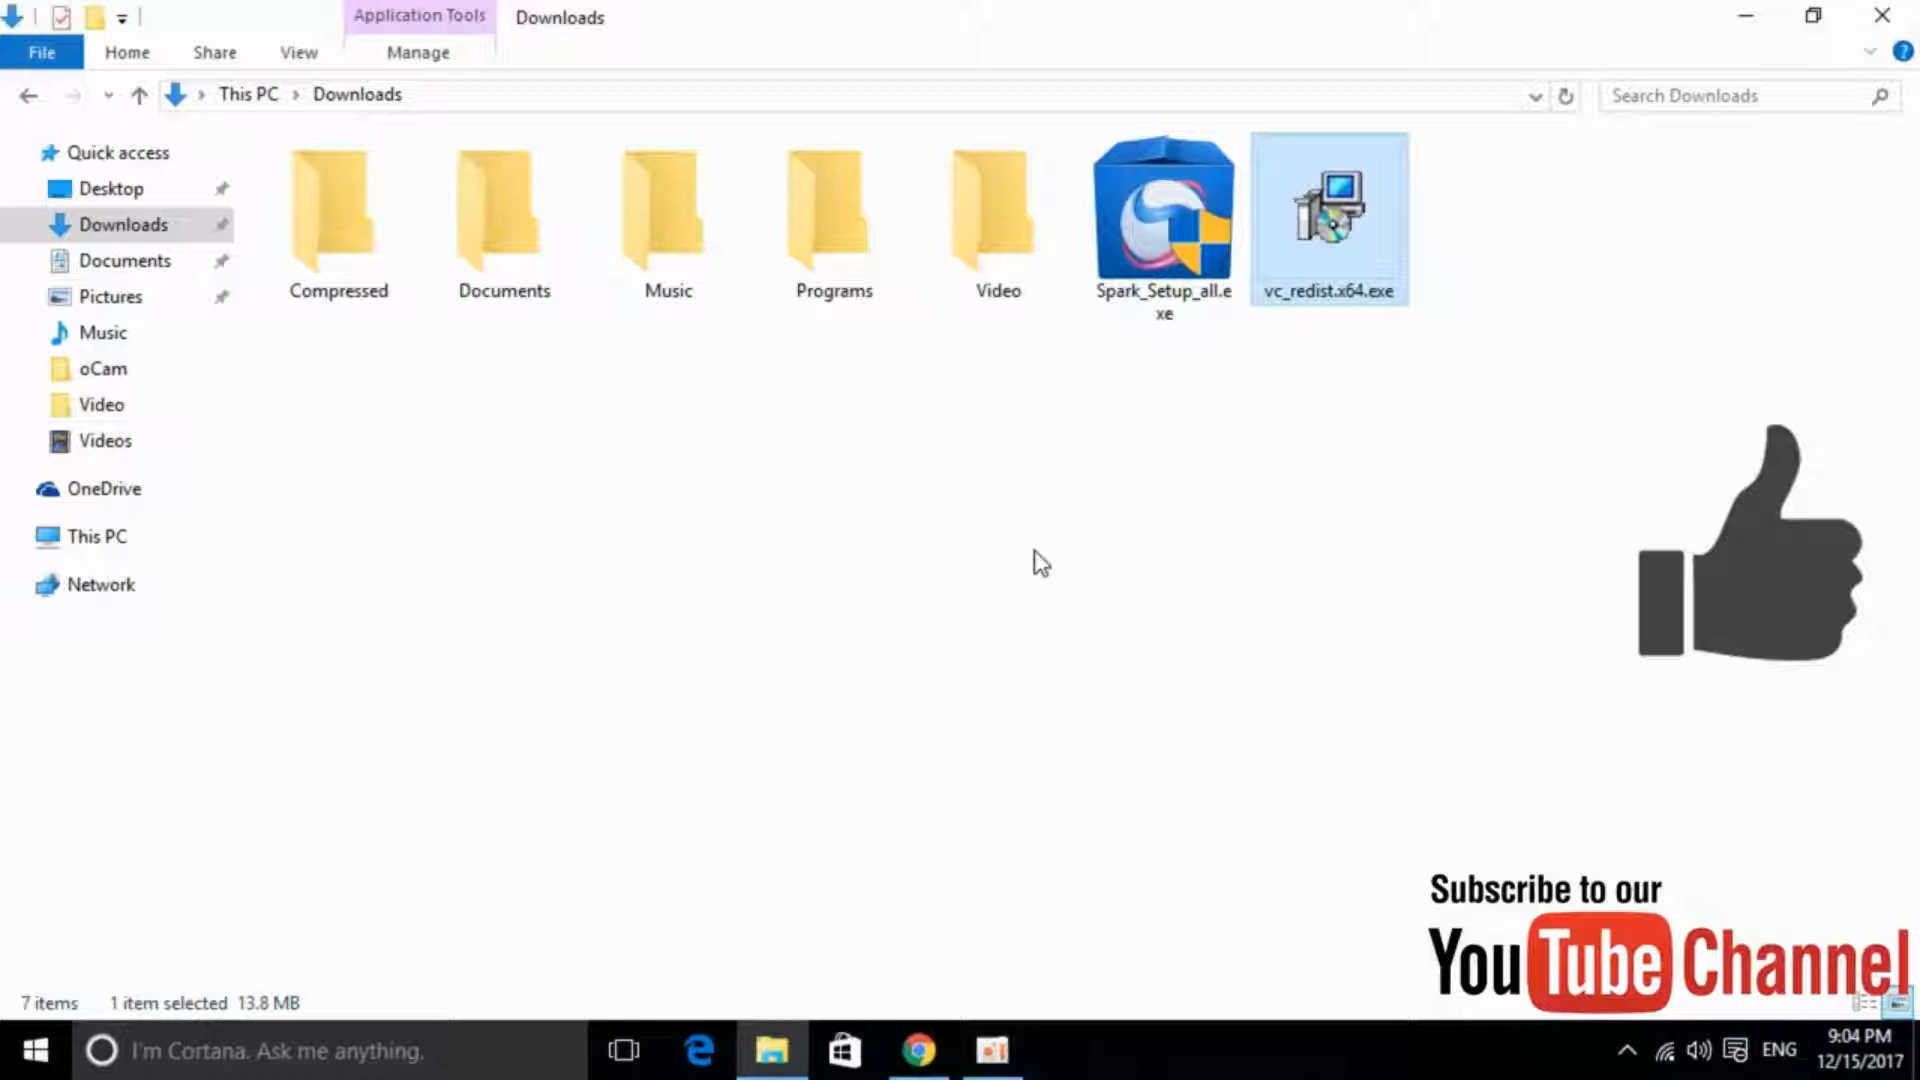 Application Tools
Downloads
File
Home
Share
View
Manage
This PC
Downloads
Search Downloads
Quick access
Desktop
Downloads
Documents
Pictures
Music
oCam
Video
Videos
OneDrive
This PC
Network
Compressed
Documents
Music
Programs
Video
Spark_Setup_all.e
xe
vc_redist.x64.exe
Subscribe to our
YouTube Channel
7 items
1 item selected 13.8 MB
I'm Cortana. Ask me anything.
ENG
9:04 PM
12/15/2017